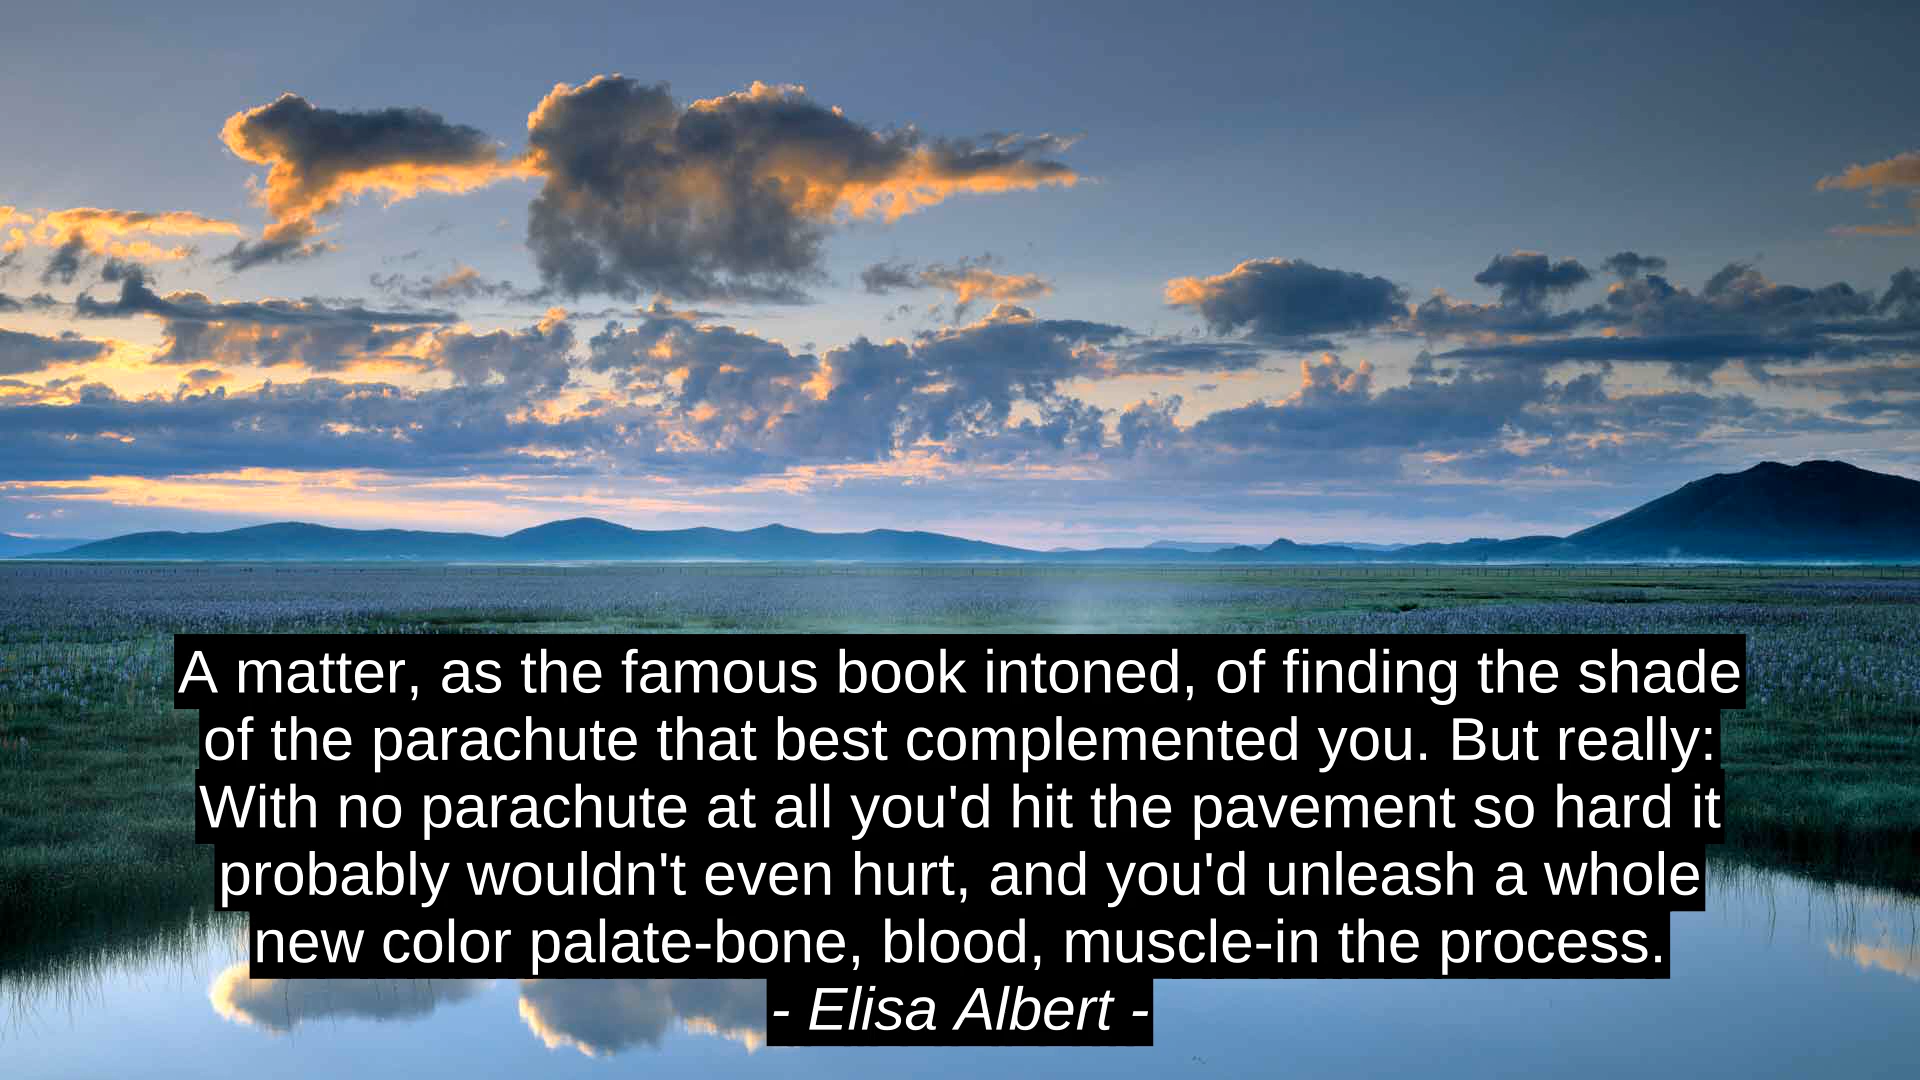 A matter, as the famous book intoned, of finding the shade
of the parachute that best complemented you. But really:
With no parachute at all you'd hit the pavement so hard it
probably wouldn't even hurt, and you'd unleash a whole
new color palate-bone, blood, muscle-in the process.
- Elisa Albert -